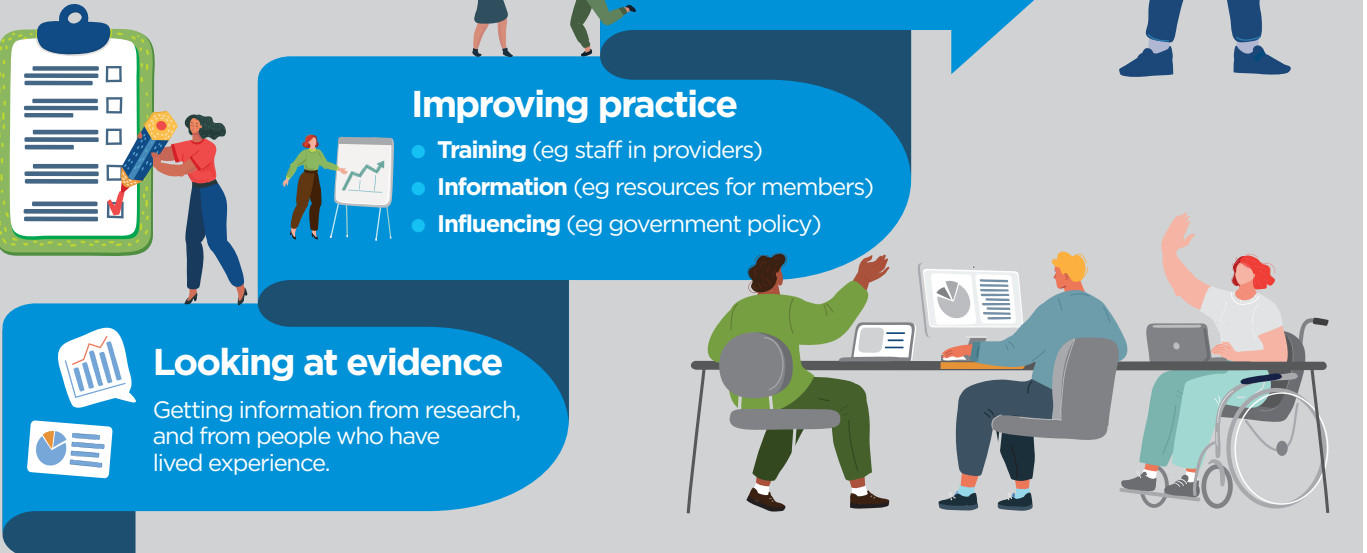 Improving practice
Training (eg staff in providers)
Information (eg resources for members)
Influencing (eg government policy)
Looking at evidence
Getting information from research,
and from people who have
lived experience.